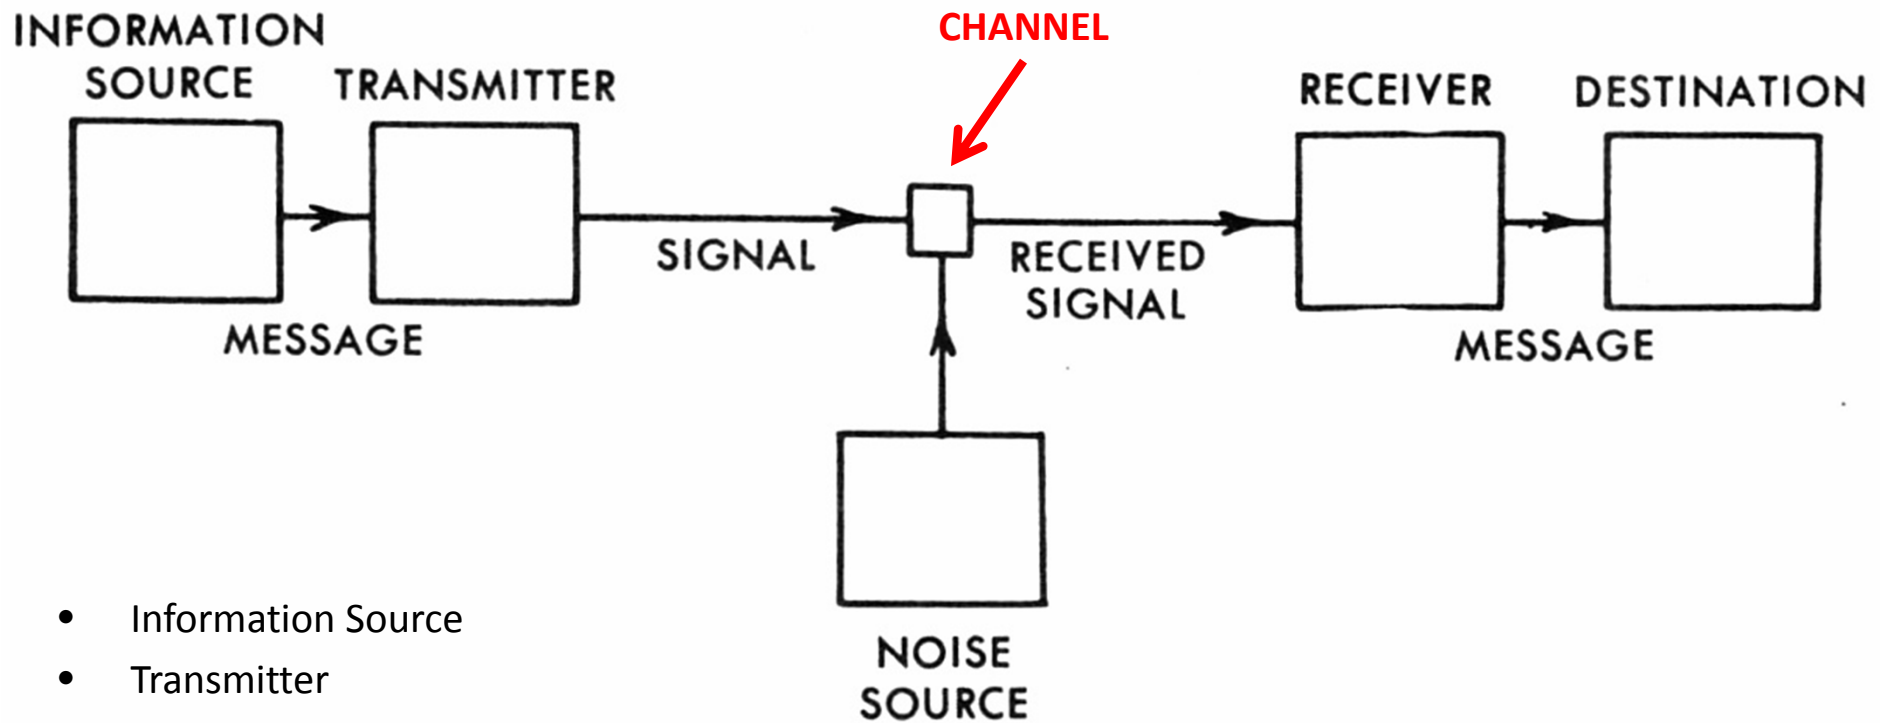 INFORMATION
SOURCE
TRANSMITTER
CHANNEL
RECEIVER
DESTINATION
SIGNAL
RECEIVED
SIGNAL
MESSAGE
MESSAGE
NOISE
SOURCE
• Information Source
• Transmitter